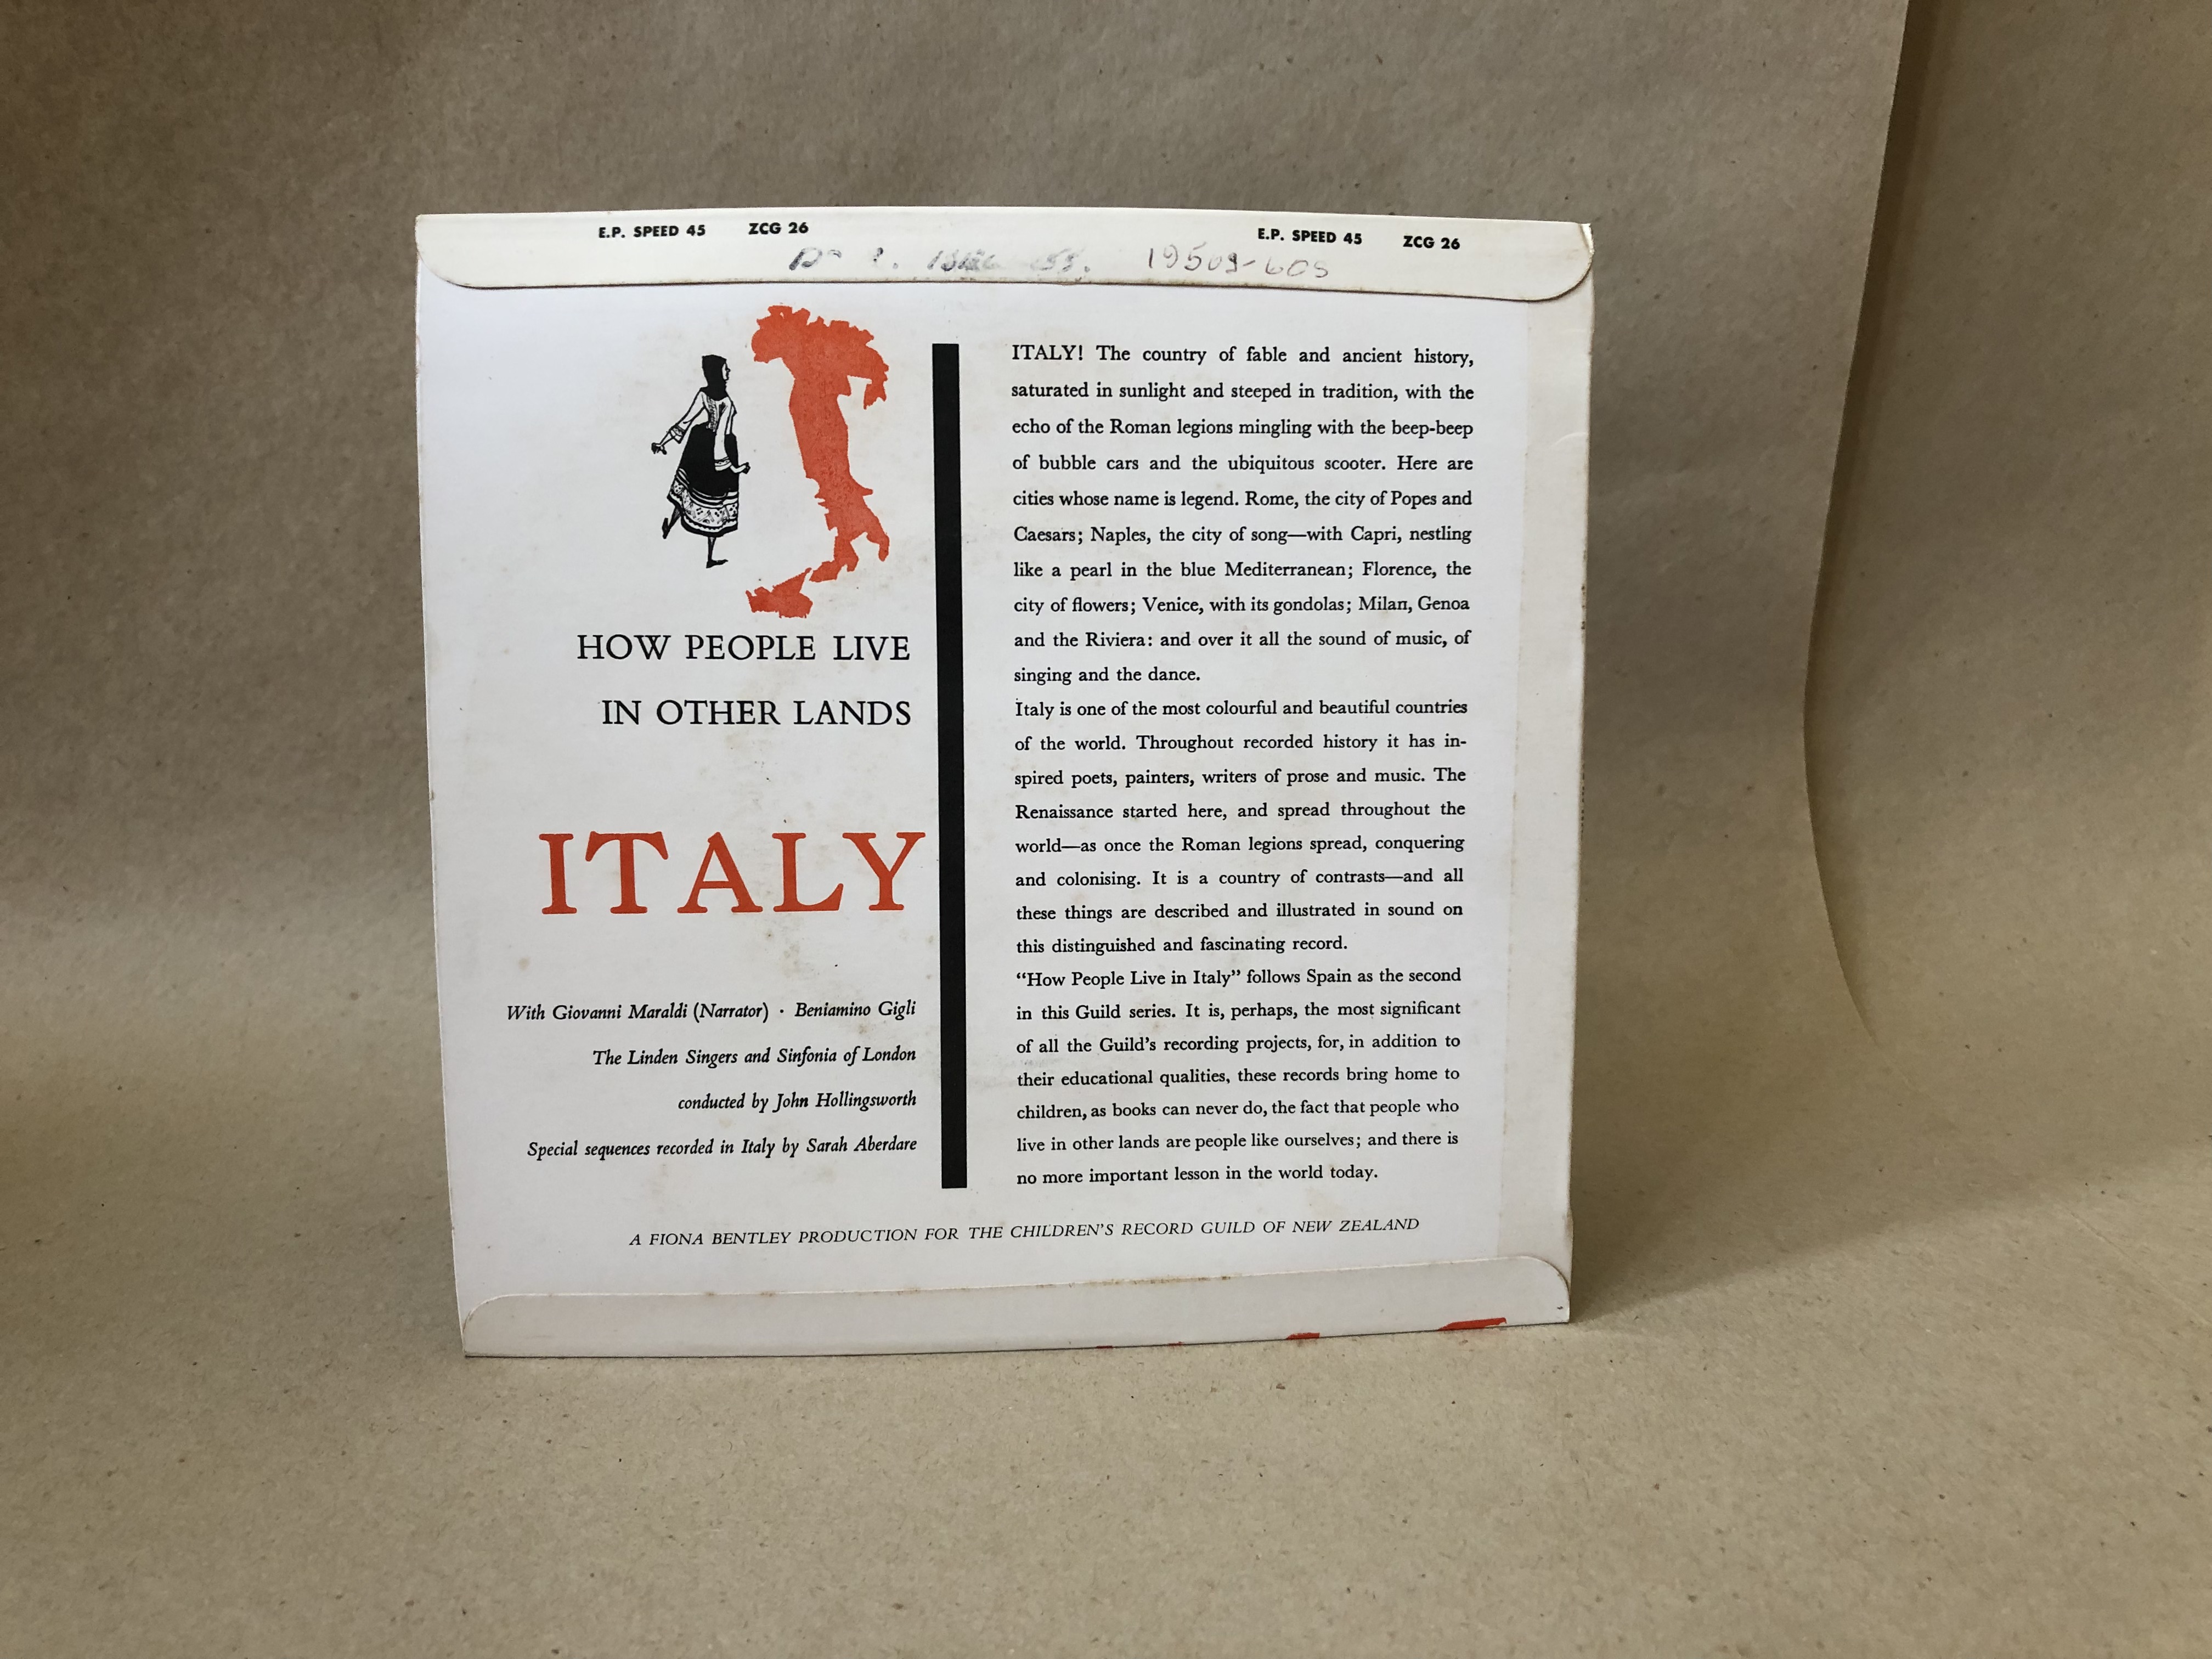 E.P. SPEED 45 ZCG 26
E.P. SPEED 45 ZCG 26
1950s-60s
HOW PEOPLE LIVE
IN OTHER LANDS
ITALY
With Giovanni Maraldi (Narrator) · Beniamino Gigli
The Linden Singers and Sinfonia of London
conducted by John Hollingsworth
Special sequences recorded in Italy by Sarah Aberdare
ITALY! The country of fable and ancient history,
saturated in sunlight and steeped in tradition, with the
echo of the Roman legions mingling with the beep-beep
of bubble cars and the ubiquitous scooter. Here are
cities whose name is legend. Rome, the city of Popes and
Caesars; Naples, the city of song—with Capri, nestling
like a pearl in the blue Mediterranean; Florence, the
city of flowers; Venice, with its gondolas; Milan, Genoa
and the Riviera: and over it all the sound of music, of
singing and the dance.
Italy is one of the most colourful and beautiful countries
of the world. Throughout recorded history it has in-
spired poets, painters, writers of prose and music. The
Renaissance started here, and spread throughout the
world—as once the Roman legions spread, conquering
and colonising. It is a country of contrasts—and all
these things are described and illustrated in sound on
this distinguished and fascinating record.
“How People Live in Italy” follows Spain as the second
in this Guild series. It is, perhaps, the most significant
of all the Guild’s recording projects, for, in addition to
their educational qualities, these records bring home to
children, as books can never do, the fact that people who
live in other lands are people like ourselves; and there is
no more important lesson in the world today.
A FIONA BENTLEY PRODUCTION FOR THE CHILDREN’S RECORD GUILD OF NEW ZEALAND